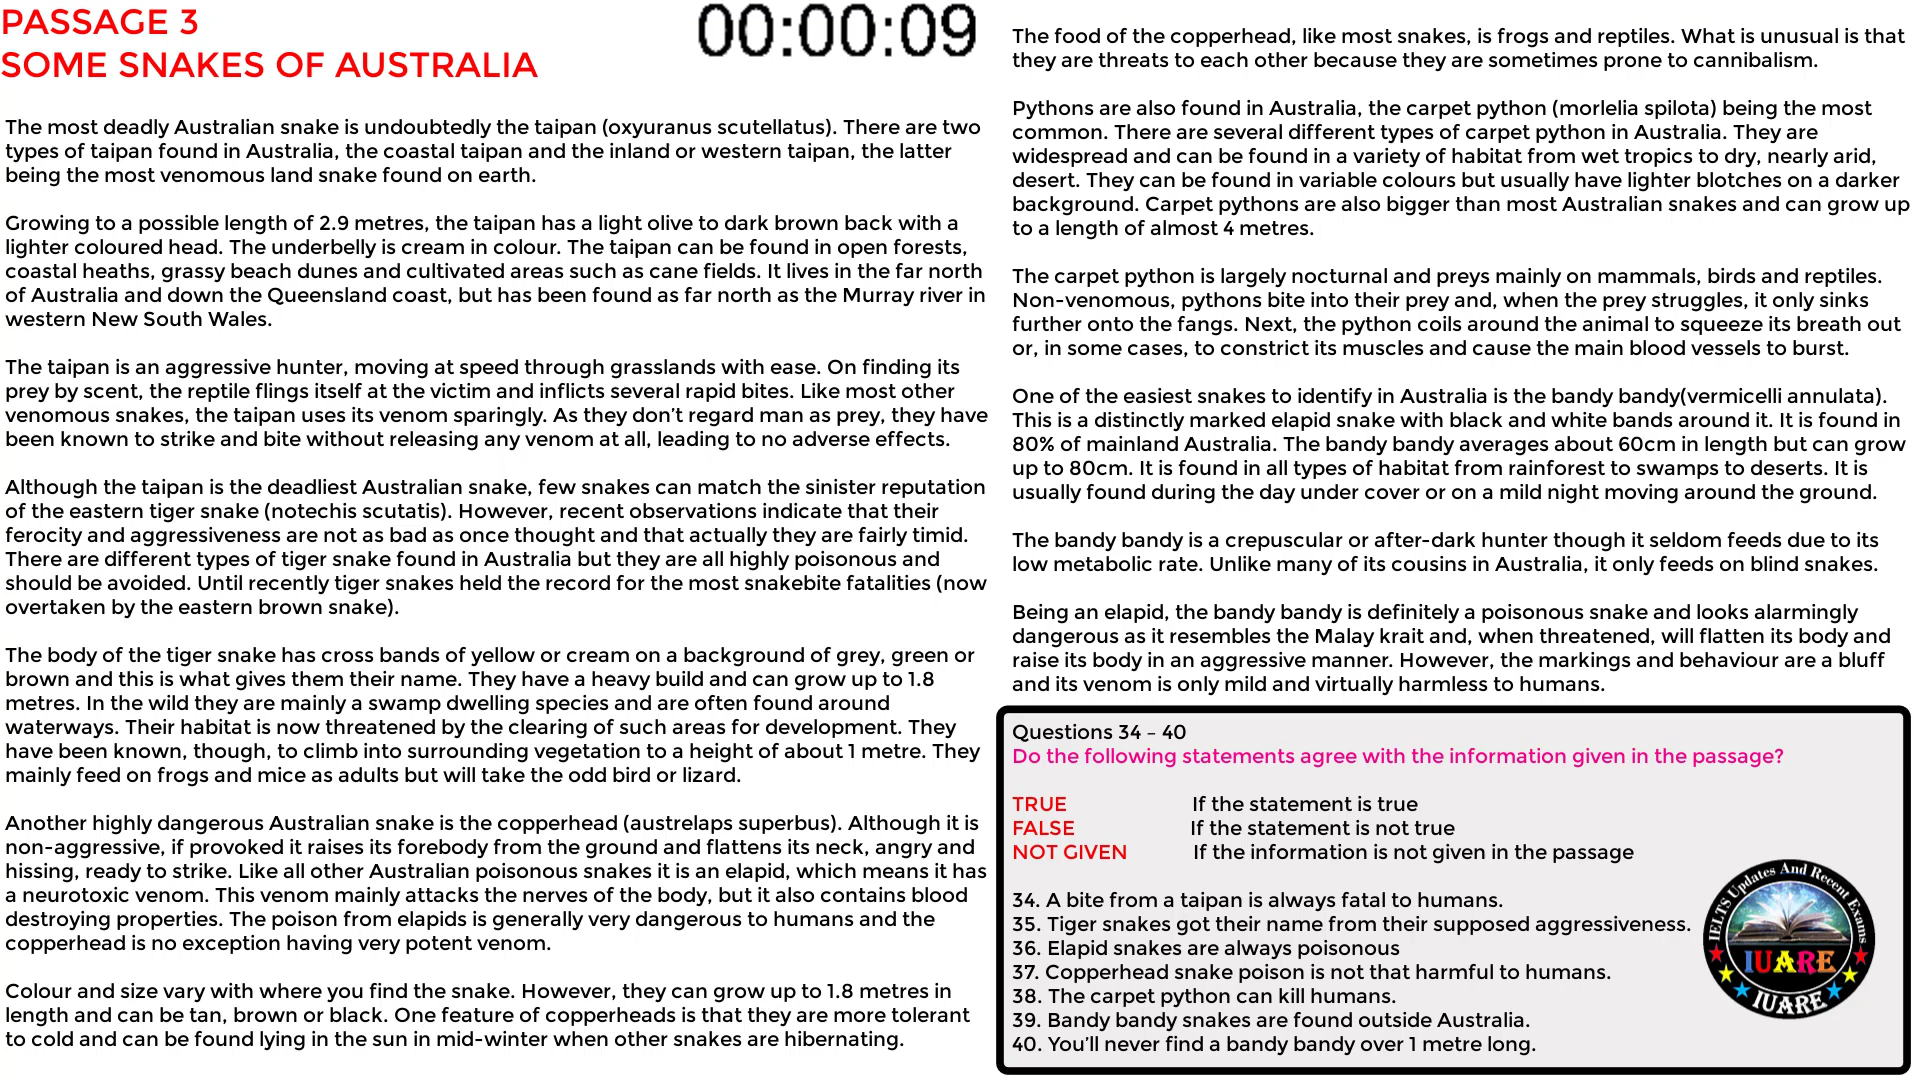 PASSAGE 3
SOME SNAKES OF AUSTRALIA
00:00:09
The most deadly Australian snake is undoubtedly the taipan (oxyuranus scutellatus). There are two
types of taipan found in Australia, the coastal taipan and the inland or western taipan, the latter
being the most venomous land snake found on earth.
Growing to a possible length of 2.9 metres, the taipan has a light olive to dark brown back with a
lighter coloured head. The underbelly is cream in colour. The taipan can be found in open forests,
coastal heaths, grassy beach dunes and cultivated areas such as cane fields. It lives in the far north
of Australia and down the Queensland coast, but has been found as far north as the Murray river in
western New South Wales.
The taipan is an aggressive hunter, moving at speed through grasslands with ease. On finding its
prey by scent, the reptile flings itself at the victim and inflicts several rapid bites. Like most other
venomous snakes, the taipan uses its venom sparingly. As they don't regard man as prey, they have
been known to strike and bite without releasing any venom at all, leading to no adverse effects.
Although the taipan is the deadliest Australian snake, few snakes can match the sinister reputation
of the eastern tiger snake (notechis scutatis). However, recent observations indicate that their
ferocity and aggressiveness are not as bad as once thought and that actually they are fairly timid.
There are different types of tiger snake found in Australia but they are all highly poisonous and
should be avoided. Until recently tiger snakes held the record for the most snakebite fatalities (now
overtaken by the eastern brown snake).
The body of the tiger snake has cross bands of yellow or cream on a background of grey, green or
brown and this is what gives them their name. They have a heavy build and can grow up to 1.8
metres. In the wild they are mainly a swamp dwelling species and are often found around
waterways. Their habitat is now threatened by the clearing of such areas for development. They
have been known, though, to climb into surrounding vegetation to a height of about 1 metre. They
mainly feed on frogs and mice as adults but will take the odd bird or lizard.
Another highly dangerous Australian snake is the copperhead (austrelaps superbus). Although it is
non-aggressive, if provoked it raises its forebody from the ground and flattens its neck, angry and
hissing, ready to strike. Like all other Australian poisonous snakes it is an elapid, which means it has
a neurotoxic venom. This venom mainly attacks the nerves of the body, but it also contains blood
destroying properties. The poison from elapids is generally very dangerous to humans and the
copperhead is no exception having very potent venom.
Colour and size vary with where you find the snake. However, they can grow up to 1.8 metres in
length and can be tan, brown or black. One feature of copperheads is that they are more tolerant
to cold and can be found lying in the sun in mid-winter when other snakes are hibernating.
The food of the copperhead, like most snakes, is frogs and reptiles. What is unusual is that
they are threats to each other because they are sometimes prone to cannibalism.
Pythons are also found in Australia, the carpet python (morlelia spilota) being the most
common. There are several different types of carpet python in Australia. They are
widespread and can be found in a variety of habitat from wet tropics to dry, nearly arid,
desert. They can be found in variable colours but usually have lighter blotches on a darker
background. Carpet pythons are also bigger than most Australian snakes and can grow up
to a length of almost 4 metres.
The carpet python is largely nocturnal and preys mainly on mammals, birds and reptiles.
Non-venomous, pythons bite into their prey and, when the prey struggles, it only sinks
further onto the fangs. Next, the python coils around the animal to squeeze its breath out
or, in some cases, to constrict its muscles and cause the main blood vessels to burst.
One of the easiest snakes to identify in Australia is the bandy bandy(vermicelli annulata).
This is a distinctly marked elapid snake with black and white bands around it. It is found in
80% of mainland Australia. The bandy bandy averages about 60cm in length but can grow
up to 80cm. It is found in all types of habitat from rainforest to swamps to deserts. It is
usually found during the day under cover or on a mild night moving around the ground.
The bandy bandy is a crepuscular or after-dark hunter though it seldom feeds due to its
low metabolic rate. Unlike many of its cousins in Australia, it only feeds on blind snakes.
Being an elapid, the bandy bandy is definitely a poisonous snake and looks alarmingly
dangerous as it resembles the Malay krait and, when threatened, will flatten its body and
raise its body in an aggressive manner. However, the markings and behaviour are a bluff
and its venom is only mild and virtually harmless to humans.
Questions 34 – 40
Do the following statements agree with the information given in the passage?
TRUE If the statement is true
FALSE If the statement is not true
NOT GIVEN If the information is not given in the passage
34. A bite from a taipan is always fatal to humans.
35. Tiger snakes got their name from their supposed aggressiveness.
36. Elapid snakes are always poisonous
37. Copperhead snake poison is not that harmful to humans.
38. The carpet python can kill humans.
39. Bandy bandy snakes are found outside Australia.
40. You'll never find a bandy bandy over 1 metre long.
IELTS Updates And Recent Exams
IUARE
IUARE